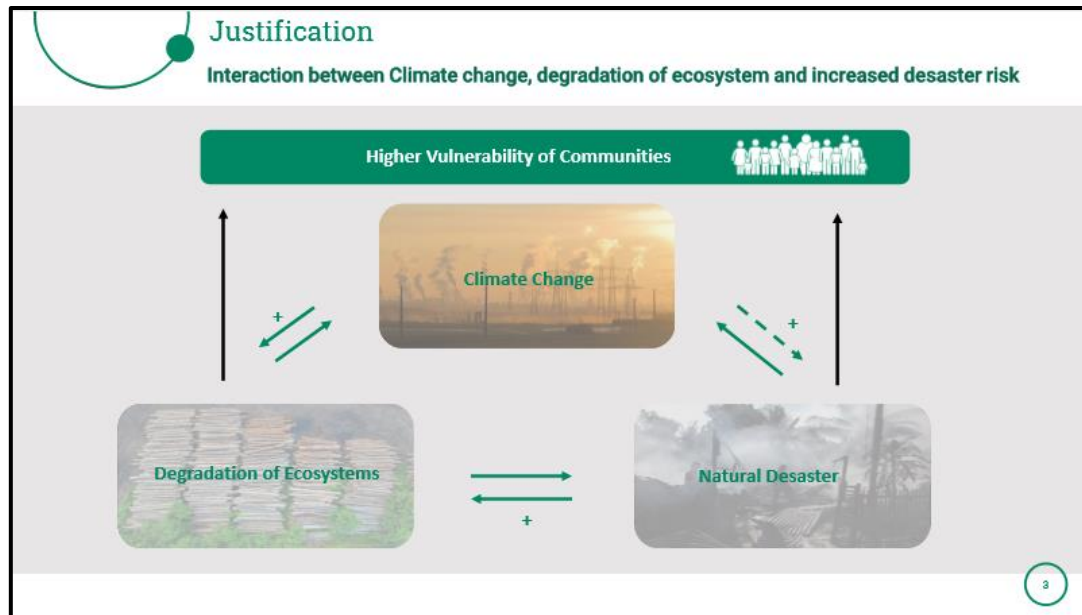 Justification
Interaction between Climate change, degradation of ecosystem and increased desaster risk
Higher Vulnerability of Communities
Climate Change
+
+
Degradation of Ecosystems
Natural Desaster
+
3